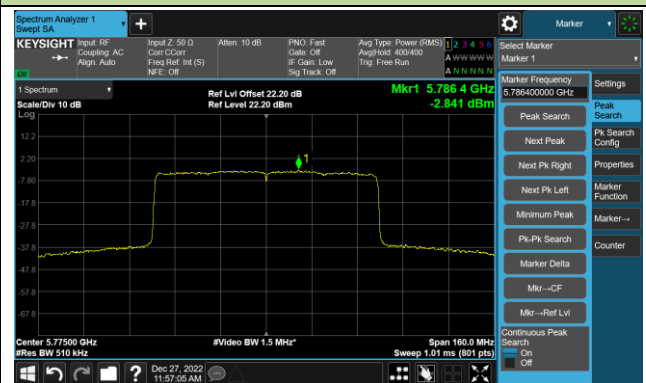 Spectrum Analyzer 1
Swept SA
+
Marker
KEYSIGHT
Input: RF
Coupling: AC
Align: Auto
Input Z: 50 Ω
Corr CCorr
Freq Ref: Int (S)
NFE: Off
Atten: 10 dB
PNO: Fast
Gate: Off
IF Gain: Low
Sig Track: Off
Avg Type: Power (RMS)
Avg|Hold: 400/400
Trig: Free Run
1 2 3 4 5 6
A W W W W W
A N N N N N
Select Marker
Marker 1
1 Spectrum
Scale/Div 10 dB
Log
Ref Lvl Offset 22.20 dB
Ref Level 22.20 dBm
Mkr1 5.786 4 GHz
-2.841 dBm
12.2
2.20
-7.80
-17.8
-27.8
-37.8
-47.8
-57.8
-67.8
1
Center 5.77500 GHz
#Res BW 510 kHz
#Video BW 1.5 MHz*
Span 160.0 MHz
Sweep 1.01 ms (801 pts)
Marker Frequency
5.786400000 GHz
Peak Search
Next Peak
Next Pk Right
Next Pk Left
Minimum Peak
Pk-Pk Search
Marker Delta
Mkr→CF
Mkr→Ref Lvl
Continuous Peak
Search
On
Off
Settings
Peak
Search
Pk Search
Config
Properties
Marker
Function
Marker→
Counter
?
Dec 27, 2022
11:57:05 AM